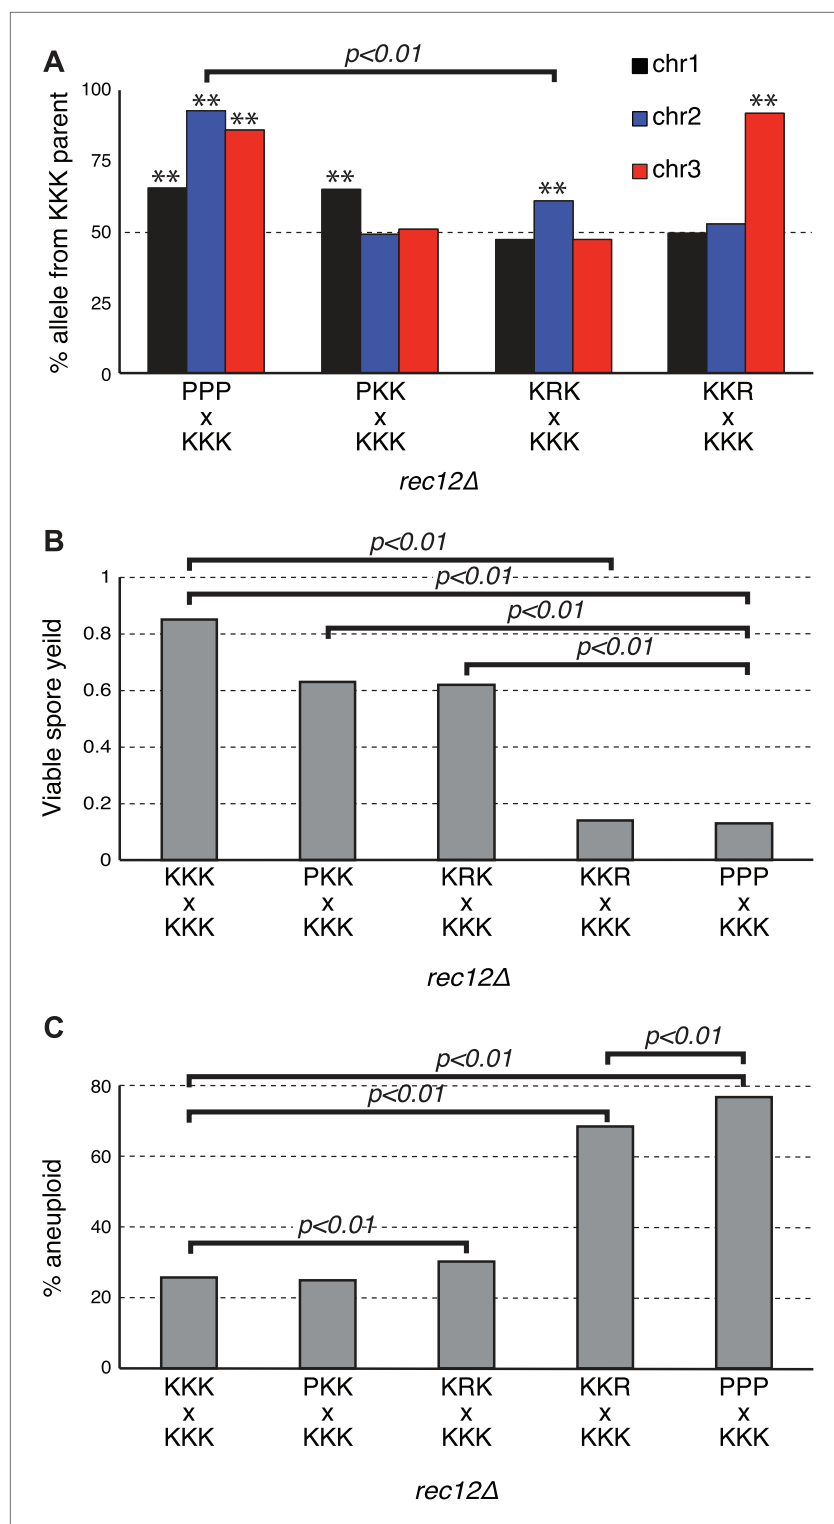 A
p<0.01
chr1
chr2
chr3
% allele from KKK parent
100
75
50
25
0
**
**
**
**
**
**
PPP x KKK
PKK x KKK
KRK x KKK
KKR x KKK
rec12Δ
B
p<0.01
p<0.01
p<0.01
p<0.01
Viable spore yeild
1
0.8
0.6
0.4
0.2
0
KKK x KKK
PKK x KKK
KRK x KKK
KKR x KKK
PPP x KKK
rec12Δ
C
p<0.01
p<0.01
p<0.01
p<0.01
% aneuploid
80
60
40
20
0
KKK x KKK
PKK x KKK
KRK x KKK
KKR x KKK
PPP x KKK
rec12Δ